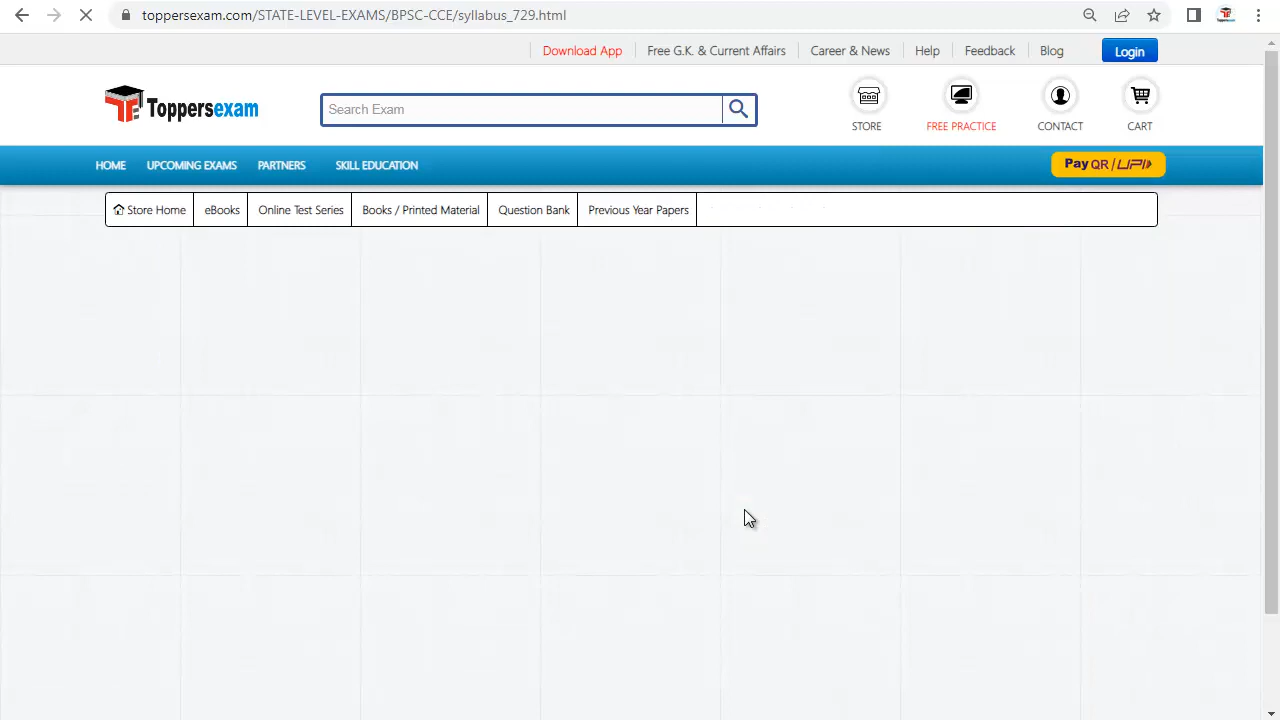 toppersexam.com/STATE-LEVEL-EXAMS/BPSC-CCE/syllabus_729.html
Download App Free G.K. & Current Affairs Career & News Help Feedback Blog Login
Toppersexam
Search Exam
STORE FREE PRACTICE CONTACT CART
HOME UPCOMING EXAMS PARTNERS SKILL EDUCATION Pay QR / UPI
Store Home eBooks Online Test Series Books / Printed Material Question Bank Previous Year Papers